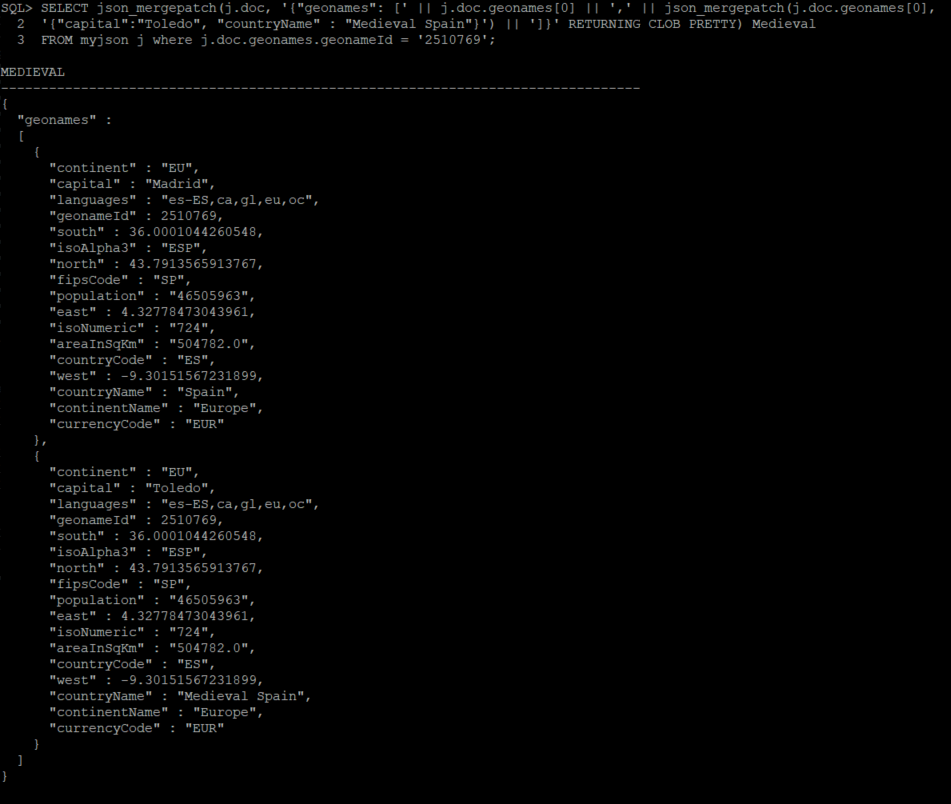 SQL> SELECT json_mergepatch(j.doc, '{"geonames": [' || j.doc.geonames[0] || ',' || json_mergepatch(j.doc.geonames[0],
  2  '{"capital":"Toledo", "countryName" : "Medieval Spain"}') || ']}' RETURNING CLOB PRETTY) Medieval
  3  FROM myjson j where j.doc.geonames.geonameId = '2510769';

MEDIEVAL
--------------------------------------------------------------------------------
{
  "geonames" :
  [
    {
      "continent" : "EU",
      "capital" : "Madrid",
      "languages" : "es-ES,ca,gl,eu,oc",
      "geonameId" : 2510769,
      "south" : 36.0001044260548,
      "isoAlpha3" : "ESP",
      "north" : 43.7913565913767,
      "fipsCode" : "SP",
      "population" : "46505963",
      "east" : 4.32778473043961,
      "isoNumeric" : "724",
      "areaInSqKm" : "504782.0",
      "countryCode" : "ES",
      "west" : -9.30151567231899,
      "countryName" : "Spain",
      "continentName" : "Europe",
      "currencyCode" : "EUR"
    },
    {
      "continent" : "EU",
      "capital" : "Toledo",
      "languages" : "es-ES,ca,gl,eu,oc",
      "geonameId" : 2510769,
      "south" : 36.0001044260548,
      "isoAlpha3" : "ESP",
      "north" : 43.7913565913767,
      "fipsCode" : "SP",
      "population" : "46505963",
      "east" : 4.32778473043961,
      "isoNumeric" : "724",
      "areaInSqKm" : "504782.0",
      "countryCode" : "ES",
      "west" : -9.30151567231899,
      "countryName" : "Medieval Spain",
      "continentName" : "Europe",
      "currencyCode" : "EUR"
    }
  ]
}